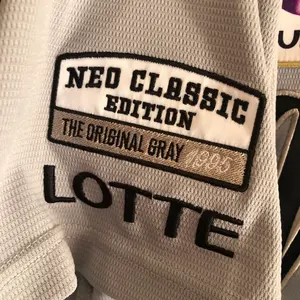 NEO CLASSIC
EDITION
THE ORIGINAL GRAY 1995
LOTTE